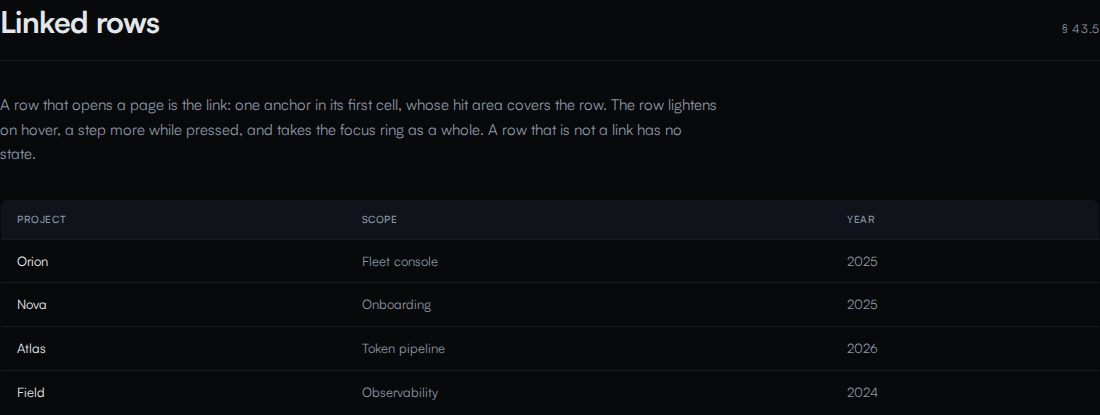 Linked rows
§ 43.5
A row that opens a page is the link: one anchor in its first cell, whose hit area covers the row. The row lightens
on hover, a step more while pressed, and takes the focus ring as a whole. A row that is not a link has no
state.
PROJECT SCOPE YEAR
Orion Fleet console 2025
Nova Onboarding 2025
Atlas Token pipeline 2026
Field Observability 2024